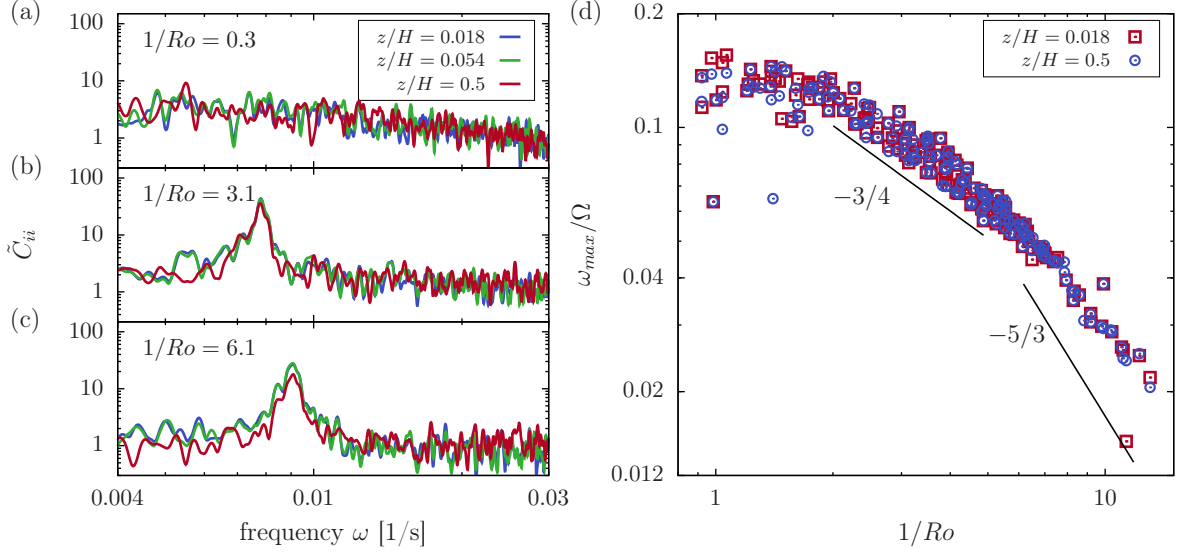 (a)
100
10
1
1/Ro = 0.3
z/H = 0.018
z/H = 0.054
z/H = 0.5
(b)
100
10
1
1/Ro = 3.1
C̃ii
(c)
100
10
1
1/Ro = 6.1
0.004
0.01
0.03
frequency ω [1/s]
(d)
0.2
0.1
0.04
0.02
0.012
ωmax/Ω
z/H = 0.018
z/H = 0.5
−3/4
−5/3
1
10
1/Ro